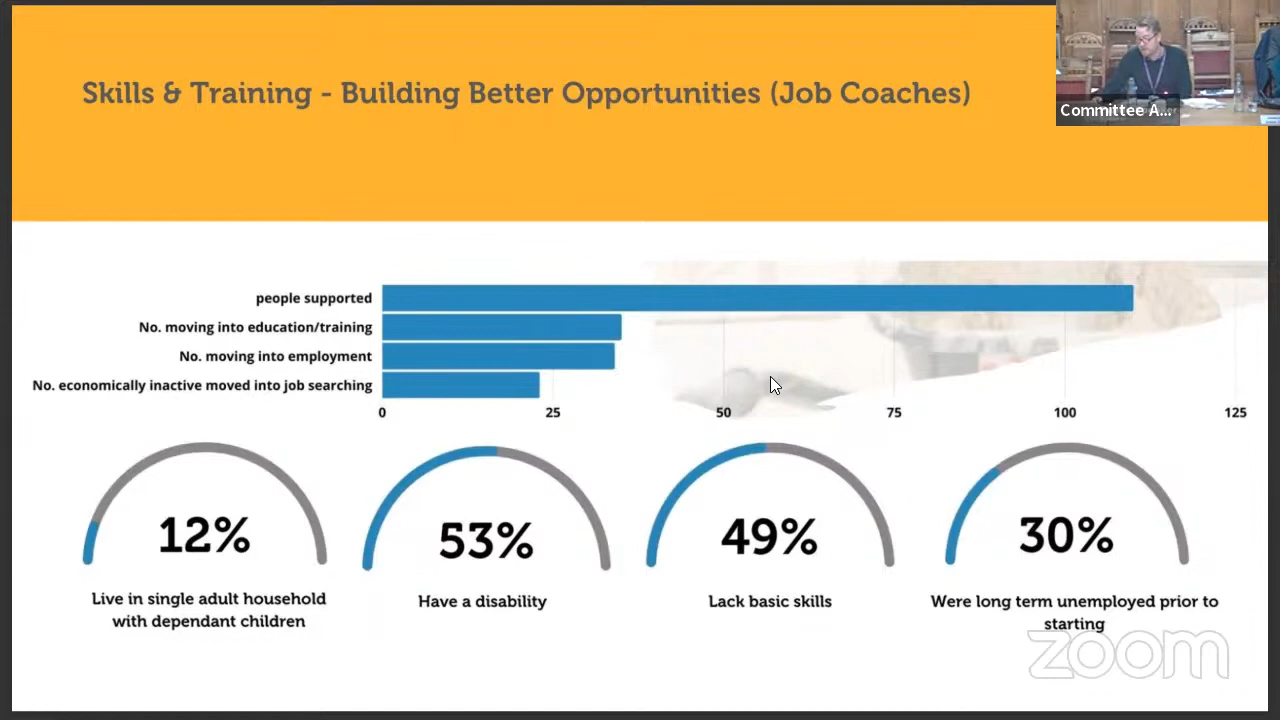 Skills & Training - Building Better Opportunities (Job Coaches)
Committee A...
people supported
No. moving into education/training
No. moving into employment
No. economically inactive moved into job searching
0 25 50 75 100 125
12%
53%
49%
30%
Live in single adult household
with dependant children
Have a disability
Lack basic skills
Were long term unemployed prior to
starting
zoom